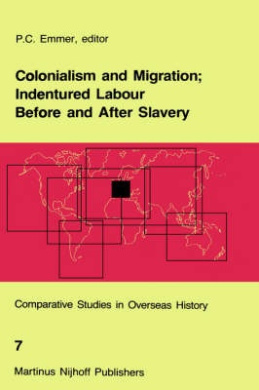 P.C. Emmer, editor
Colonialism and Migration;
Indentured Labour
Before and After Slavery
Comparative Studies in Overseas History
7
Martinus Nijhoff Publishers